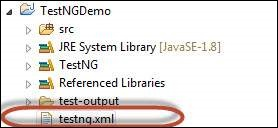 TestNGDemo
src
JRE System Library [JavaSE-1.8]
TestNG
Referenced Libraries
test-output
testng.xml